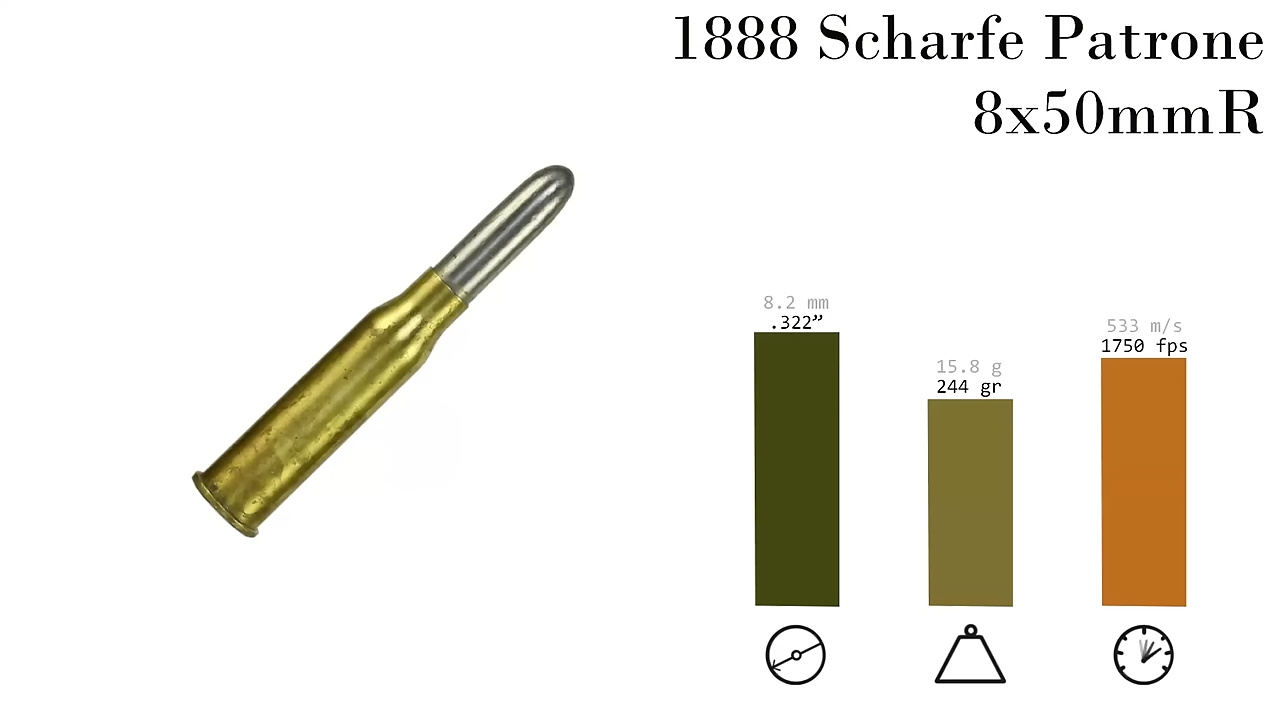 1888 Scharfe Patrone
8x50mmR
8.2 mm
.322”
15.8 g
244 gr
533 m/s
1750 fps